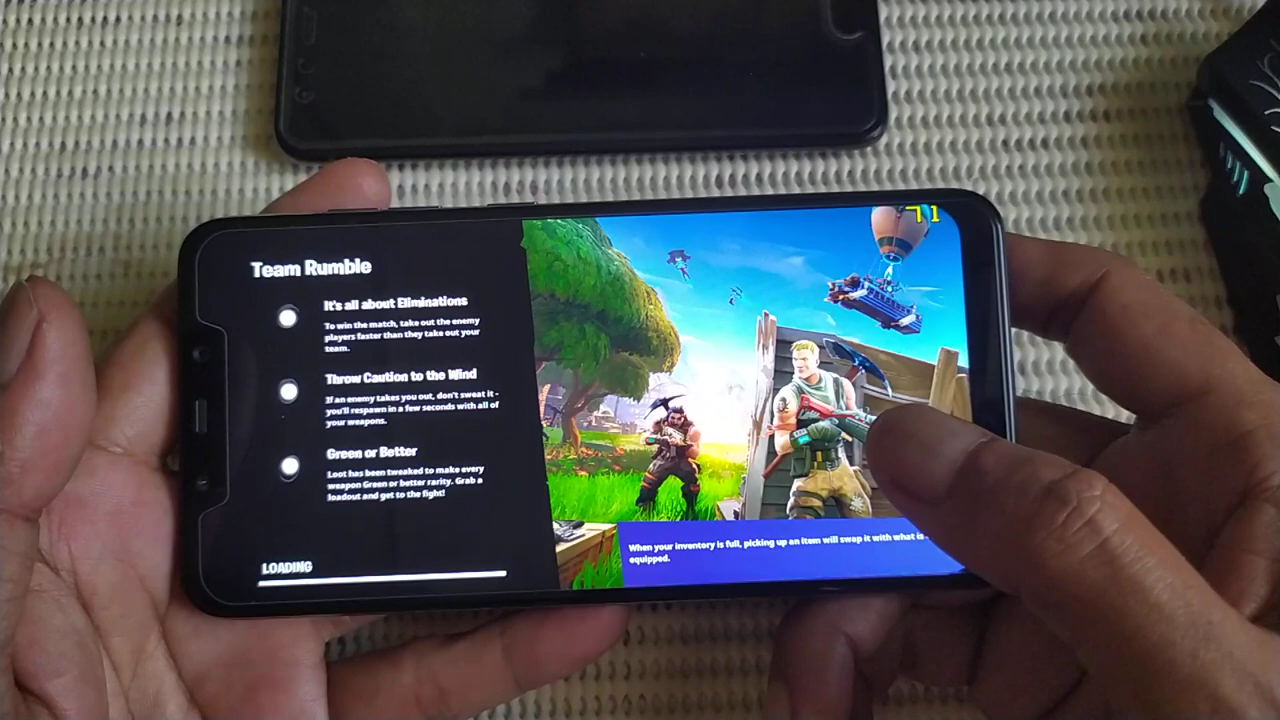 71
Team Rumble
It's all about Eliminations
To win the match, take out the enemy
players faster than they take out your
team.
Throw Caution to the Wind
If an enemy takes you out, don't sweat it -
you'll respawn in a few seconds with all of
your weapons.
Green or Better
Loot has been tweaked to make every
weapon Green or better rarity. Grab a
loadout and get to the fight!
LOADING
When your inventory is full, picking up an item will swap it with what is
equipped.